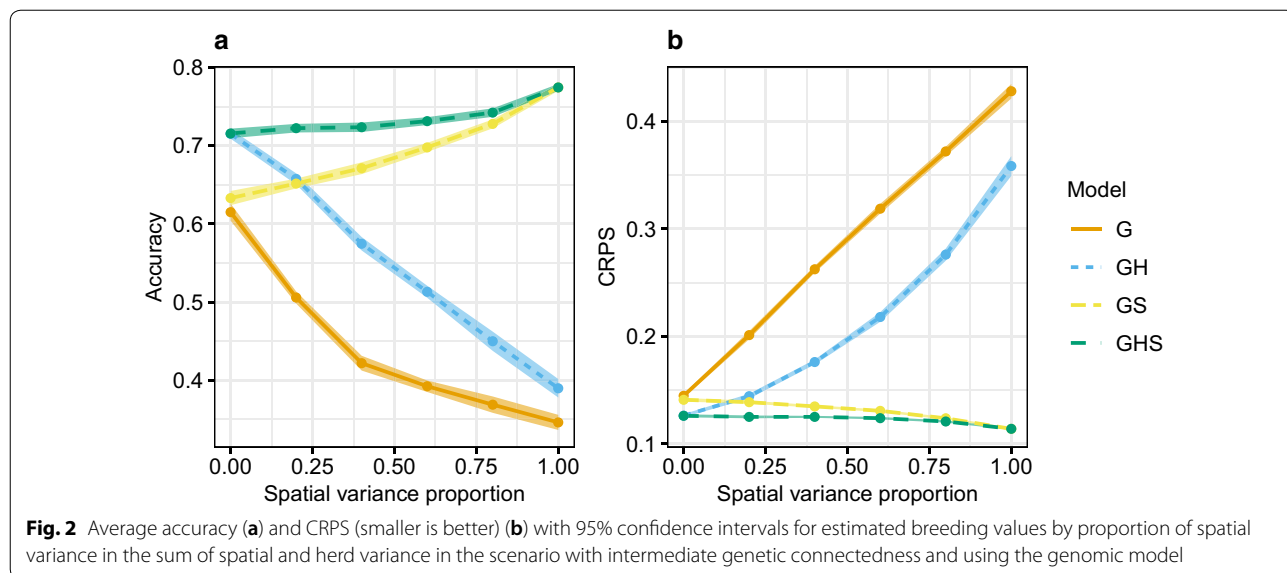 a
0.8
0.7
0.6
0.5
0.4
Accuracy
0.00 0.25 0.50 0.75 1.00
Spatial variance proportion
b
0.4
0.3
0.2
0.1
CRPS
0.00 0.25 0.50 0.75 1.00
Spatial variance proportion
Model
G
GH
GS
GHS
Fig. 2 Average accuracy (a) and CRPS (smaller is better) (b) with 95% confidence intervals for estimated breeding values by proportion of spatial
variance in the sum of spatial and herd variance in the scenario with intermediate genetic connectedness and using the genomic model